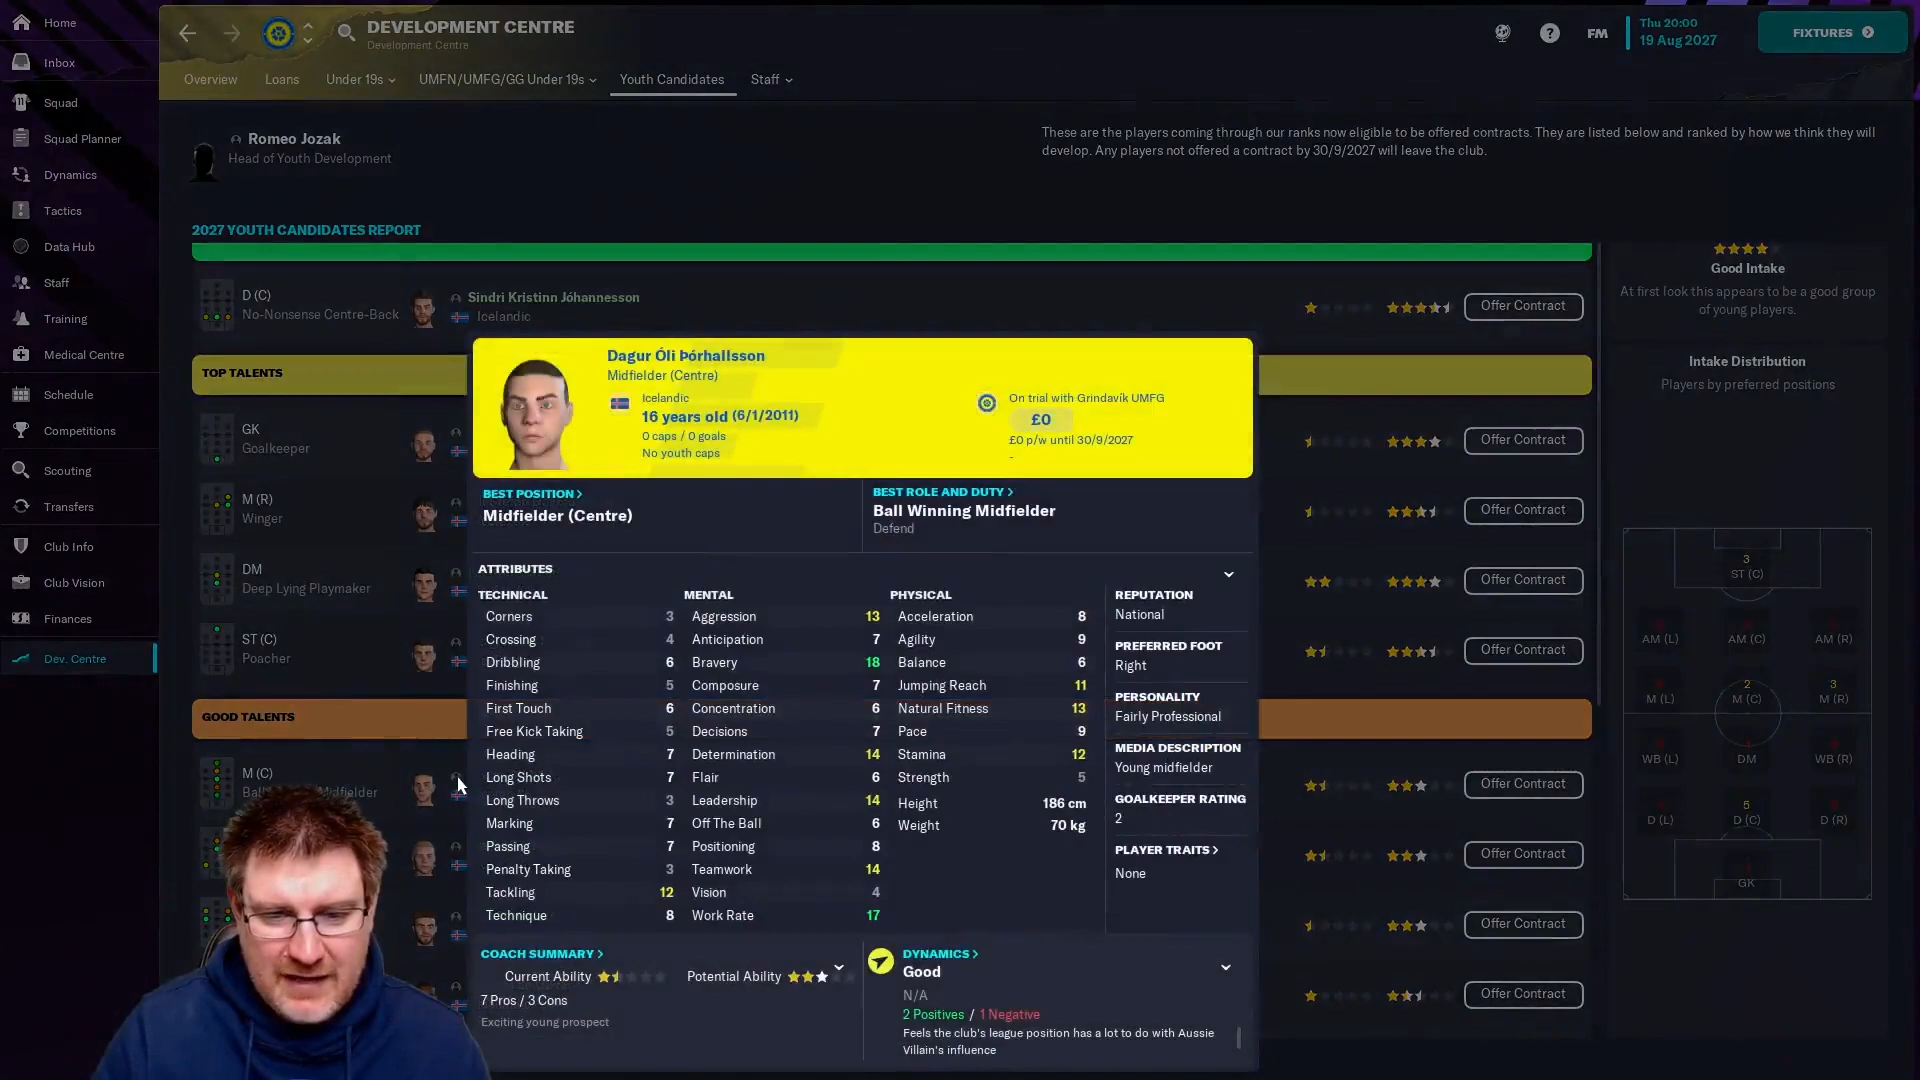 Home
Inbox
Squad
Squad Planner
Dynamics
Tactics
Data Hub
Staff
Training
Medical Centre
Schedule
Competitions
Scouting
Transfers
Club Info
Club Vision
Finances
Dev. Centre
DEVELOPMENT CENTRE
Development Centre
FM
Thu 20:00
19 Aug 2027
FIXTURES
Overview
Loans
Under 19s
UMFN/UMFG/GG Under 19s
Youth Candidates
Staff
Romeo Jozak
Head of Youth Development
These are the players coming through our ranks now eligible to be offered contracts. They are listed below and ranked by how we think they will
develop. Any players not offered a contract by 30/9/2027 will leave the club.
2027 YOUTH CANDIDATES REPORT
D (C)
No-Nonsense Centre-Back
Sindri Kristinn Jóhannesson
Icelandic
Offer Contract
TOP TALENTS
GK
Goalkeeper
Offer Contract
M (R)
Winger
Offer Contract
DM
Deep Lying Playmaker
Offer Contract
ST (C)
Poacher
Offer Contract
GOOD TALENTS
M (C)
Offer Contract
Offer Contract
Offer Contract
Offer Contract
Good Intake
At first look this appears to be a good group
of young players.
Intake Distribution
Players by preferred positions
3
ST (C)
AM (L)
AM (C)
AM (R)
M (L)
2
M (C)
3
M (R)
WB (L)
DM
WB (R)
D (L)
5
D (C)
D (R)
GK
Dagur Óli Þórhallsson
Midfielder (Centre)
Icelandic
16 years old (6/1/2011)
0 caps / 0 goals
No youth caps
On trial with Grindavík UMFG
£0
£0 p/w until 30/9/2027
-
BEST POSITION >
Midfielder (Centre)
BEST ROLE AND DUTY >
Ball Winning Midfielder
Defend
ATTRIBUTES
TECHNICAL
Corners 3
Crossing 4
Dribbling 6
Finishing 5
First Touch 6
Free Kick Taking 5
Heading 7
Long Shots 7
Long Throws 3
Marking 7
Passing 7
Penalty Taking 3
Tackling 12
Technique 8
MENTAL
Aggression 13
Anticipation 7
Bravery 18
Composure 7
Concentration 6
Decisions 7
Determination 14
Flair 6
Leadership 14
Off The Ball 6
Positioning 8
Teamwork 14
Vision 4
Work Rate 17
PHYSICAL
Acceleration 8
Agility 9
Balance 6
Jumping Reach 11
Natural Fitness 13
Pace 9
Stamina 12
Strength 5
Height 186 cm
Weight 70 kg
REPUTATION
National
PREFERRED FOOT
Right
PERSONALITY
Fairly Professional
MEDIA DESCRIPTION
Young midfielder
GOALKEEPER RATING
2
PLAYER TRAITS >
None
COACH SUMMARY >
Current Ability
Potential Ability
7 Pros / 3 Cons
Exciting young prospect
DYNAMICS >
Good
N/A
2 Positives / 1 Negative
Feels the club's league position has a lot to do with Aussie
Villain's influence